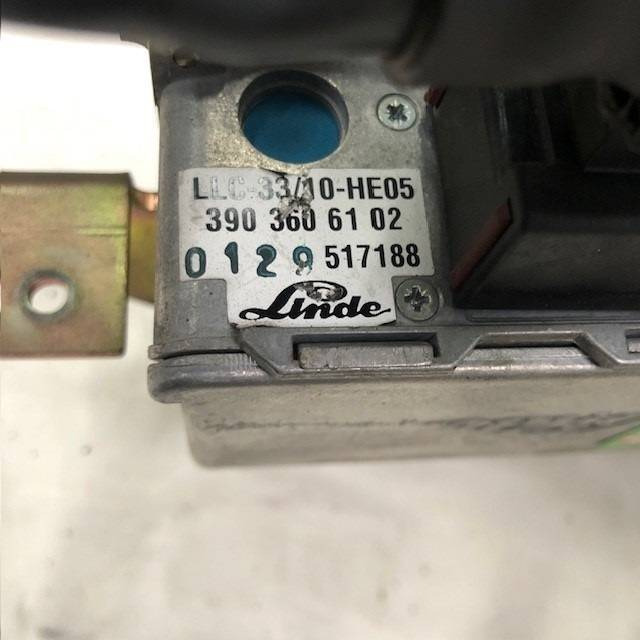 LLC-33/10-HE05
390 360 61 02
0129 517188
Linde